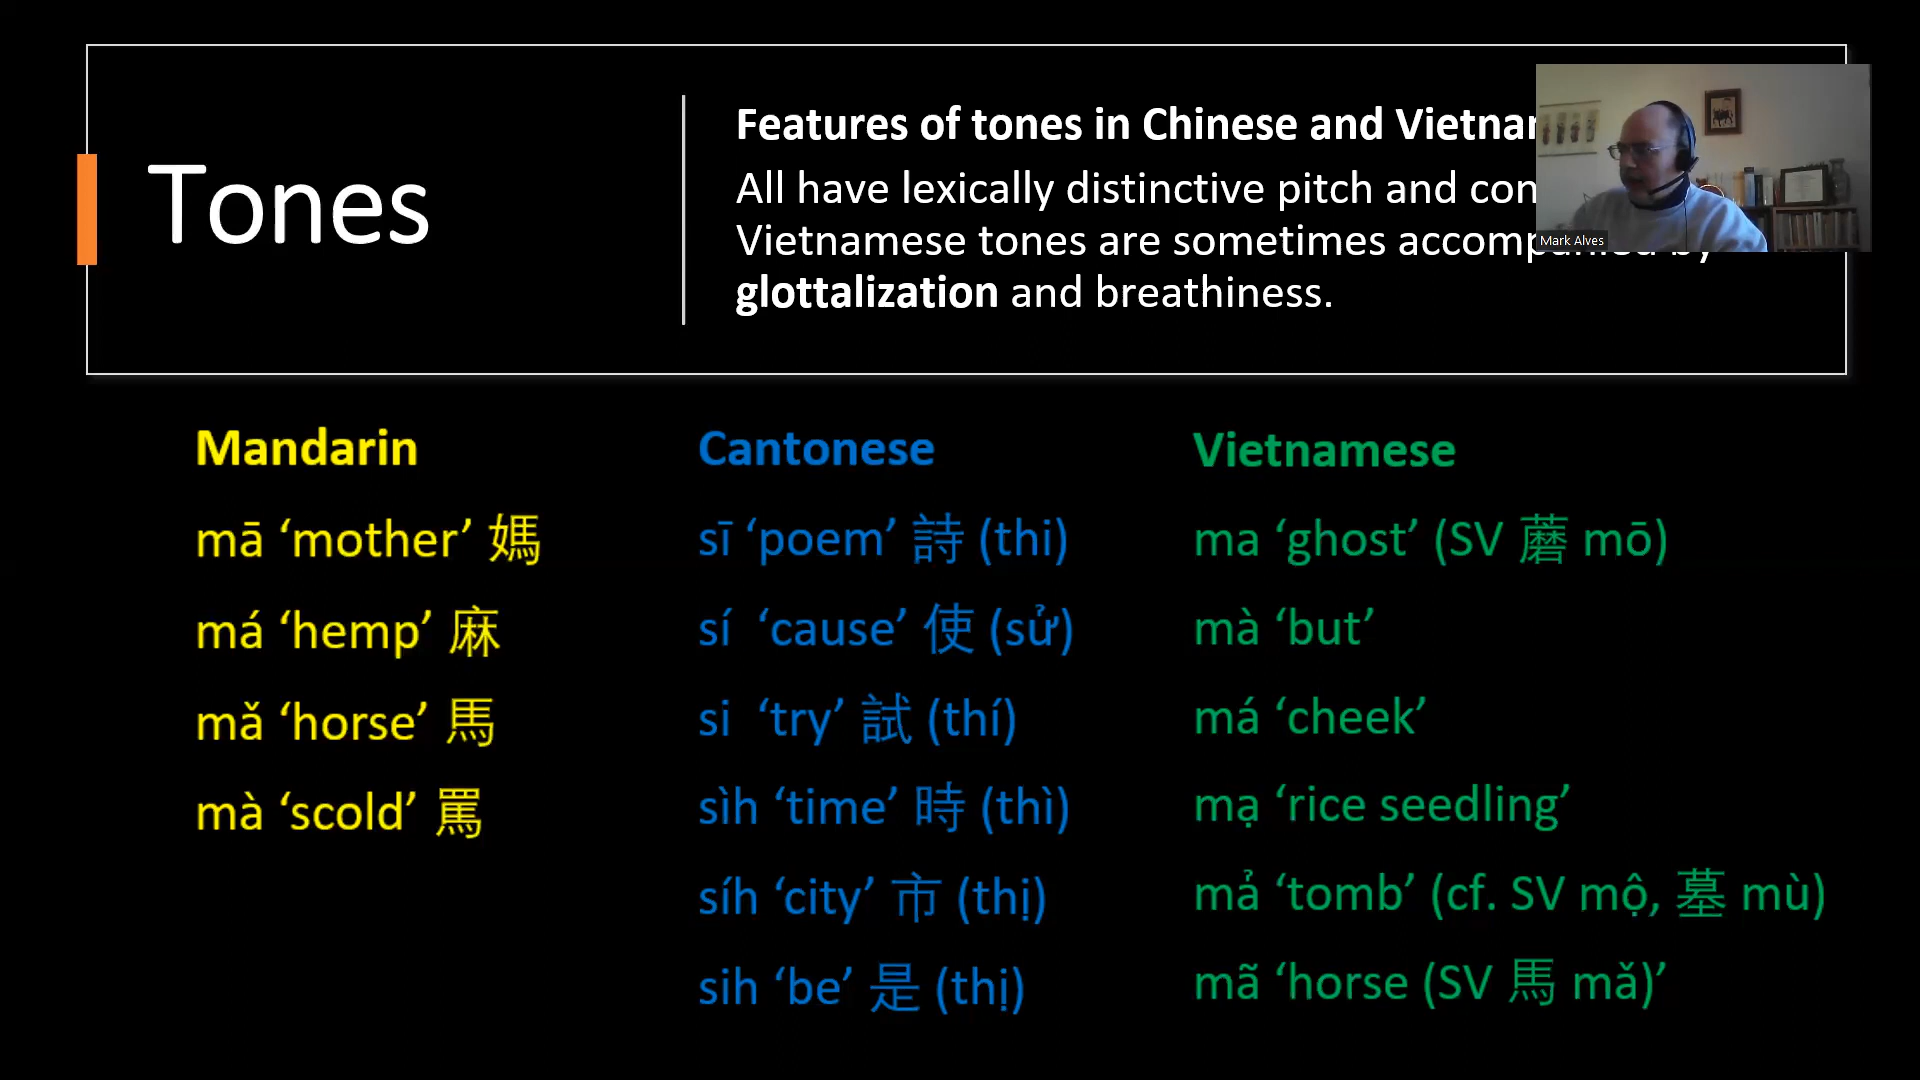 Tones
Features of tones in Chinese and
All have lexically distinctive pitch and
Vietnamese tones are sometimes by
glottalization and breathiness.
Mark Alves
Mandarin
mā ‘mother’ 媽
má ‘hemp’ 麻
mǎ ‘horse’ 馬
mà ‘scold’ 罵
Cantonese
sī ‘poem’ 詩 (thi)
sí ‘cause’ 使 (sử)
si ‘try’ 試 (thí)
sìh ‘time’ 時 (thì)
síh ‘city’ 市 (thị)
sih ‘be’ 是 (thị)
Vietnamese
ma ‘ghost’ (SV 蘑 mō)
mà ‘but’
má ‘cheek’
mạ ‘rice seedling’
mả ‘tomb’ (cf. SV mộ, 墓 mù)
mã ‘horse (SV 馬 mǎ)’